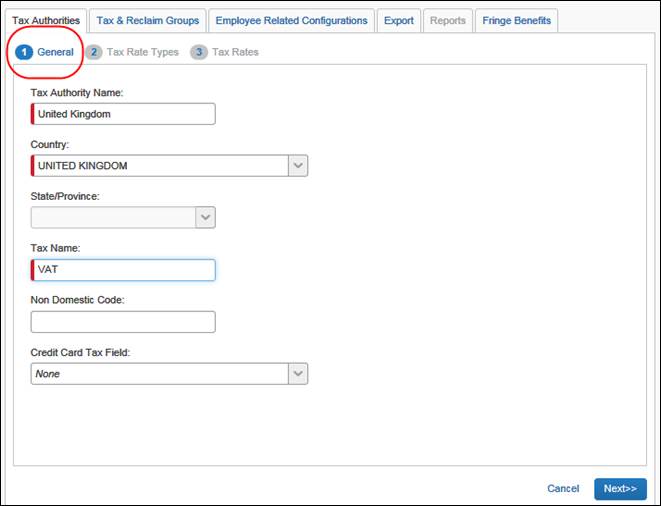 Tax Authorities Tax & Reclaim Groups Employee Related Configurations Export Reports Fringe Benefits
1 General 2 Tax Rate Types 3 Tax Rates
Tax Authority Name:
United Kingdom
Country:
UNITED KINGDOM
State/Province:
Tax Name:
VAT
Non Domestic Code:
Credit Card Tax Field:
None
Cancel Next>>